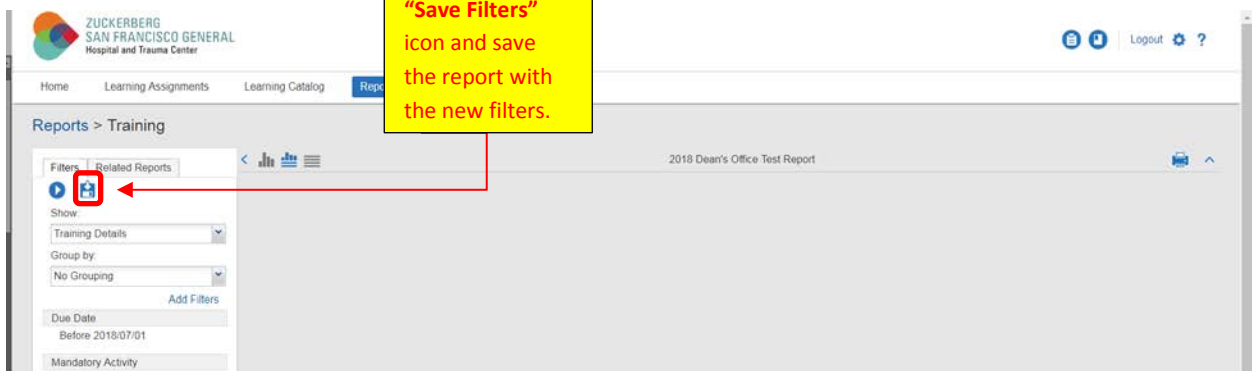 "Save Filters"
icon and save
the report with
the new filters.
ZUCKERBERG
SAN FRANCISCO GENERAL
Hospital and Trauma Center
Logout ?
Home Learning Assignments Learning Catalog
Reports > Training
Filters Related Reports
2018 Dean's Office Test Report
Show:
Training Details
Group by:
No Grouping
Add Filters
Due Date
Before 2018/07/01
Mandatory Activity